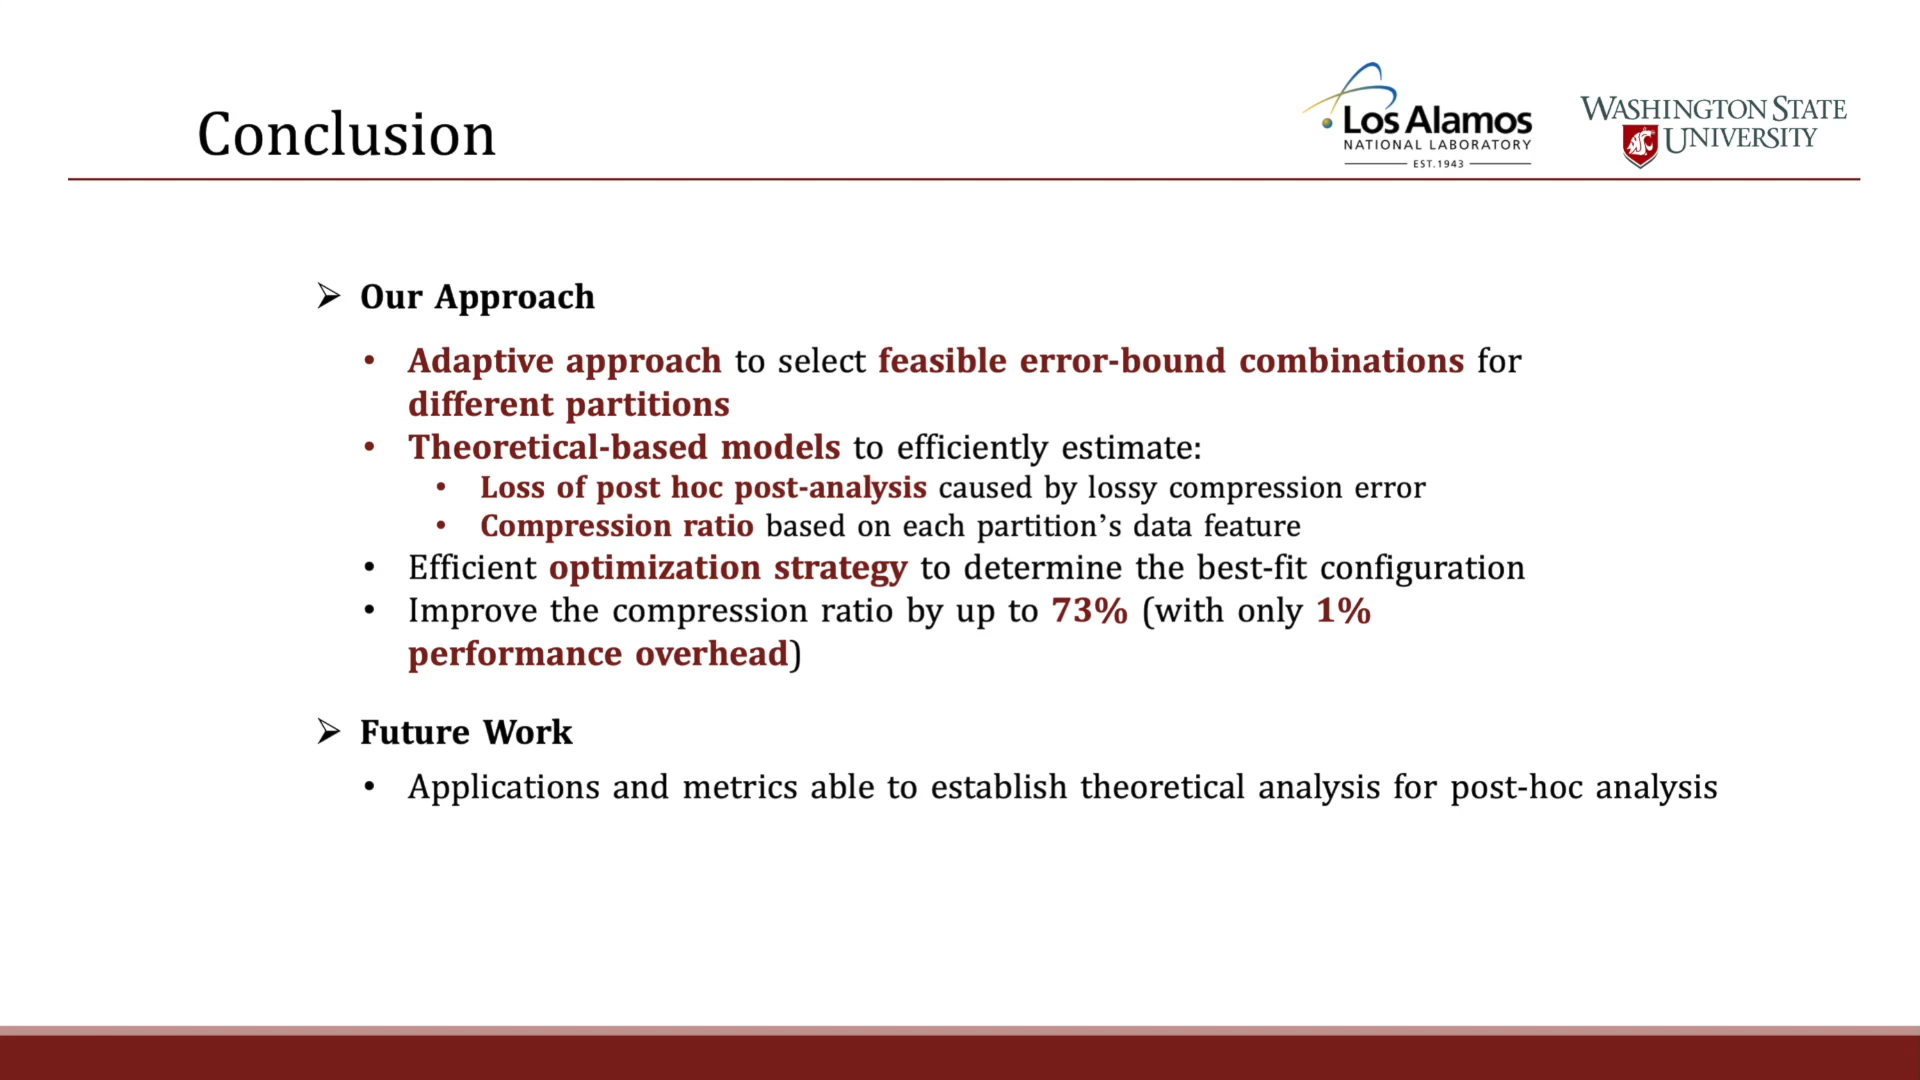 Conclusion
Los Alamos
NATIONAL LABORATORY
EST.1943
WASHINGTON STATE
UNIVERSITY
➢ Our Approach
• Adaptive approach to select feasible error-bound combinations for
different partitions
• Theoretical-based models to efficiently estimate:
• Loss of post hoc post-analysis caused by lossy compression error
• Compression ratio based on each partition’s data feature
• Efficient optimization strategy to determine the best-fit configuration
• Improve the compression ratio by up to 73% (with only 1%
performance overhead)
➢ Future Work
• Applications and metrics able to establish theoretical analysis for post-hoc analysis